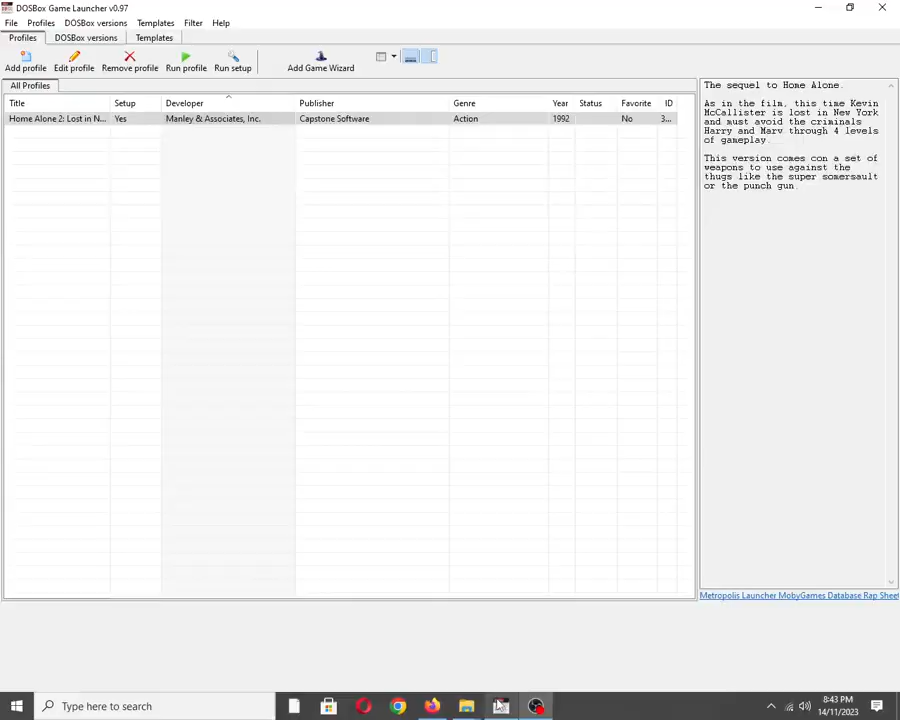 DOSBox Game Launcher v0.97
File Profiles DOSBox versions Templates Filter Help
Profiles DOSBox versions Templates
Add profile Edit profile Remove profile Run profile Run setup Add Game Wizard
All Profiles
Title Setup Developer Publisher Genre Year Status Favorite ID
Home Alone 2: Lost in N... Yes Manley & Associates, Inc. Capstone Software Action 1992 No 3...
The sequel to Home Alone.
As in the film, this time Kevin
McCallister is lost in New York
and must avoid the criminals
Harry and Marv through 4 levels
of gameplay.
This version comes con a set of
weapons to use against the
thugs like the super somersault
or the punch gun.
Metropolis Launcher MobyGames Database Rap Sheet
Type here to search
8:43 PM
14/11/2023